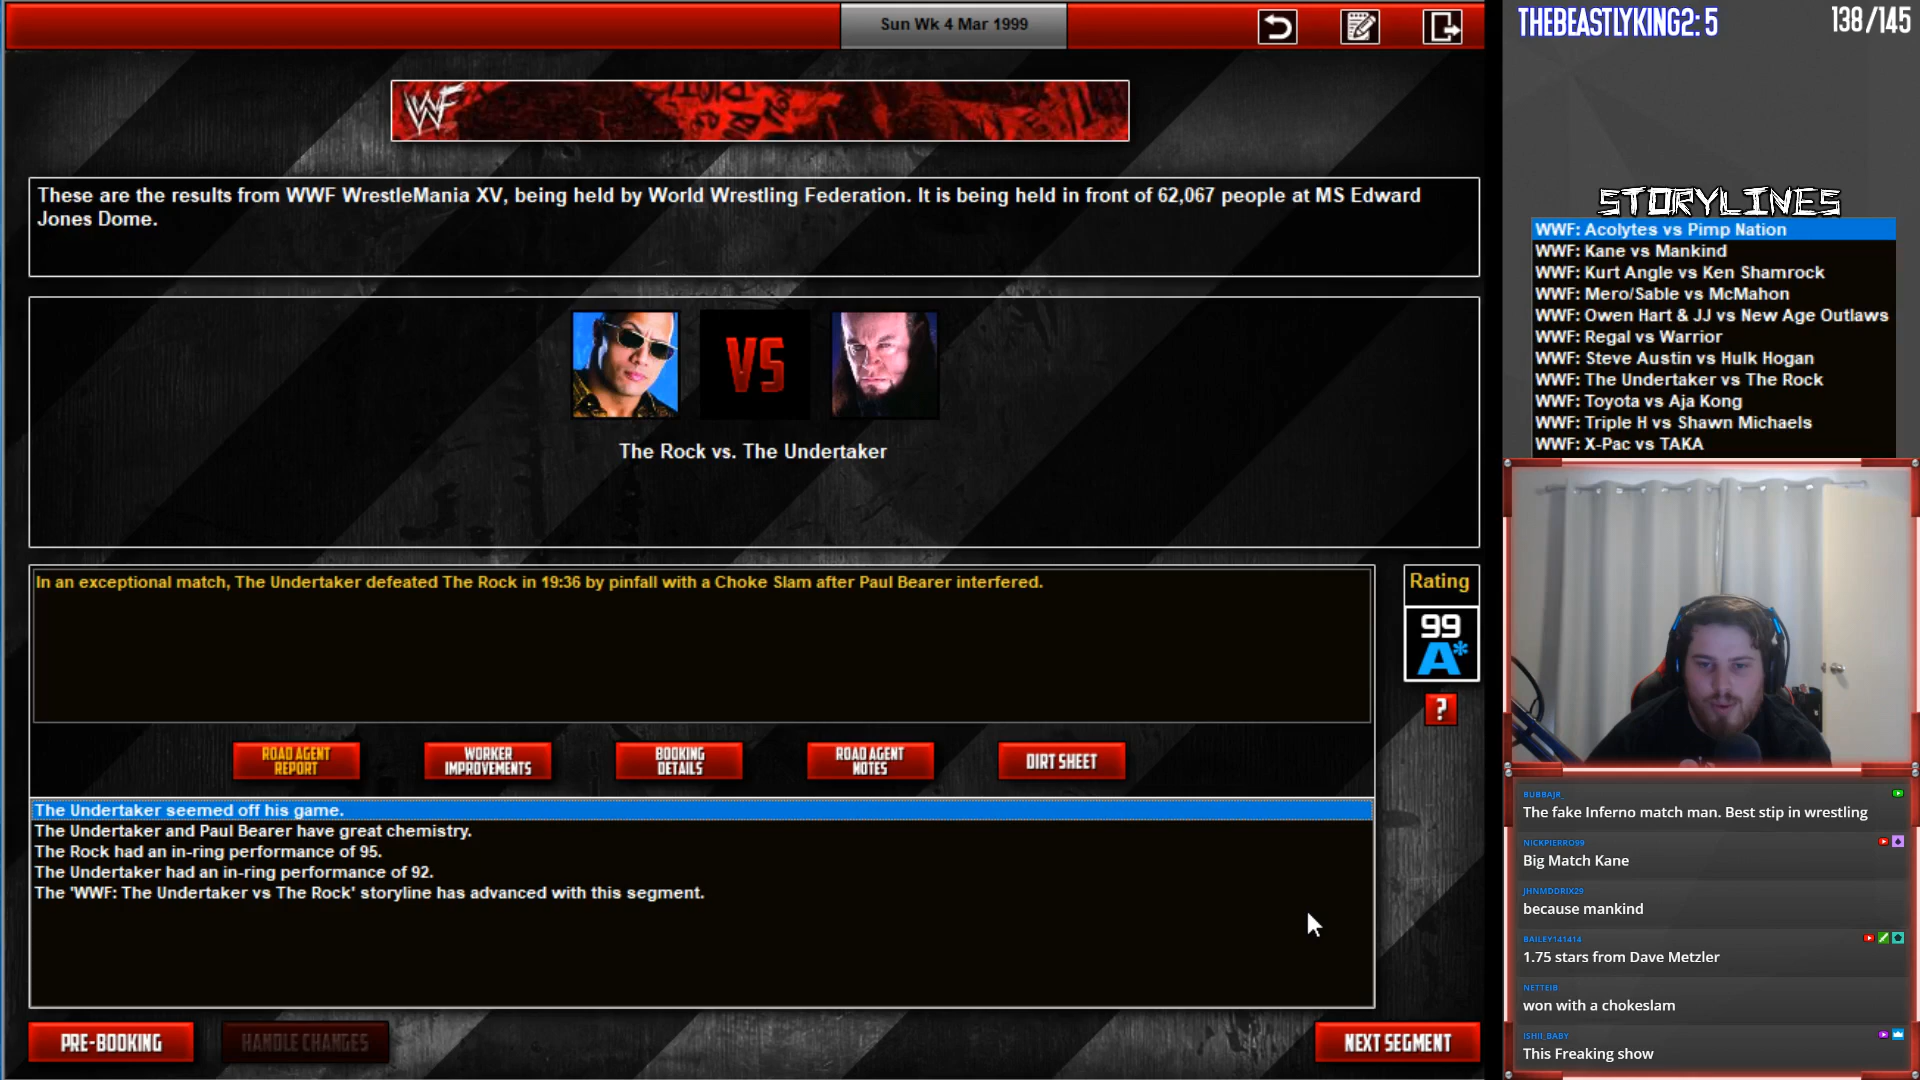 Sun Wk 4 Mar 1999
THEBEASTLYKING2: 5
138/145
WWF
These are the results from WWF WrestleMania XV, being held by World Wrestling Federation. It is being held in front of 62,067 people at MS Edward
Jones Dome.
VS
The Rock vs. The Undertaker
In an exceptional match, The Undertaker defeated The Rock in 19:36 by pinfall with a Choke Slam after Paul Bearer interfered.
Rating
99
A*
?
ROAD AGENT
REPORT
WORKER
IMPROVEMENTS
BOOKING
DETAILS
ROAD AGENT
NOTES
DIRT SHEET
The Undertaker seemed off his game.
The Undertaker and Paul Bearer have great chemistry.
The Rock had an in-ring performance of 95.
The Undertaker had an in-ring performance of 92.
The 'WWF: The Undertaker vs The Rock' storyline has advanced with this segment.
PRE-BOOKING
HANDLE CHANGES
NEXT SEGMENT
STORYLINES
WWF: Acolytes vs Pimp Nation
WWF: Kane vs Mankind
WWF: Kurt Angle vs Ken Shamrock
WWF: Mero/Sable vs McMahon
WWF: Owen Hart & JJ vs New Age Outlaws
WWF: Regal vs Warrior
WWF: Steve Austin vs Hulk Hogan
WWF: The Undertaker vs The Rock
WWF: Toyota vs Aja Kong
WWF: Triple H vs Shawn Michaels
WWF: X-Pac vs TAKA
BUBBAJR_
The fake Inferno match man. Best stip in wrestling
NICKPIERRO99
Big Match Kane
JHNMDDRIX29
because mankind
BAILEY141414
1.75 stars from Dave Metzler
NETTEIB
won with a chokeslam
ISHII_BABY
This Freaking show